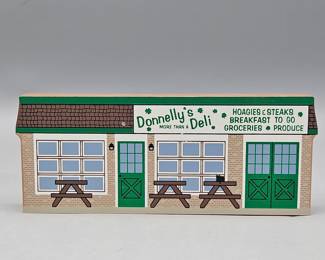 Donnelly's
MORE THAN A Deli
HOAGIES & STEAKS
BREAKFAST TO GO
GROCERIES • PRODUCE